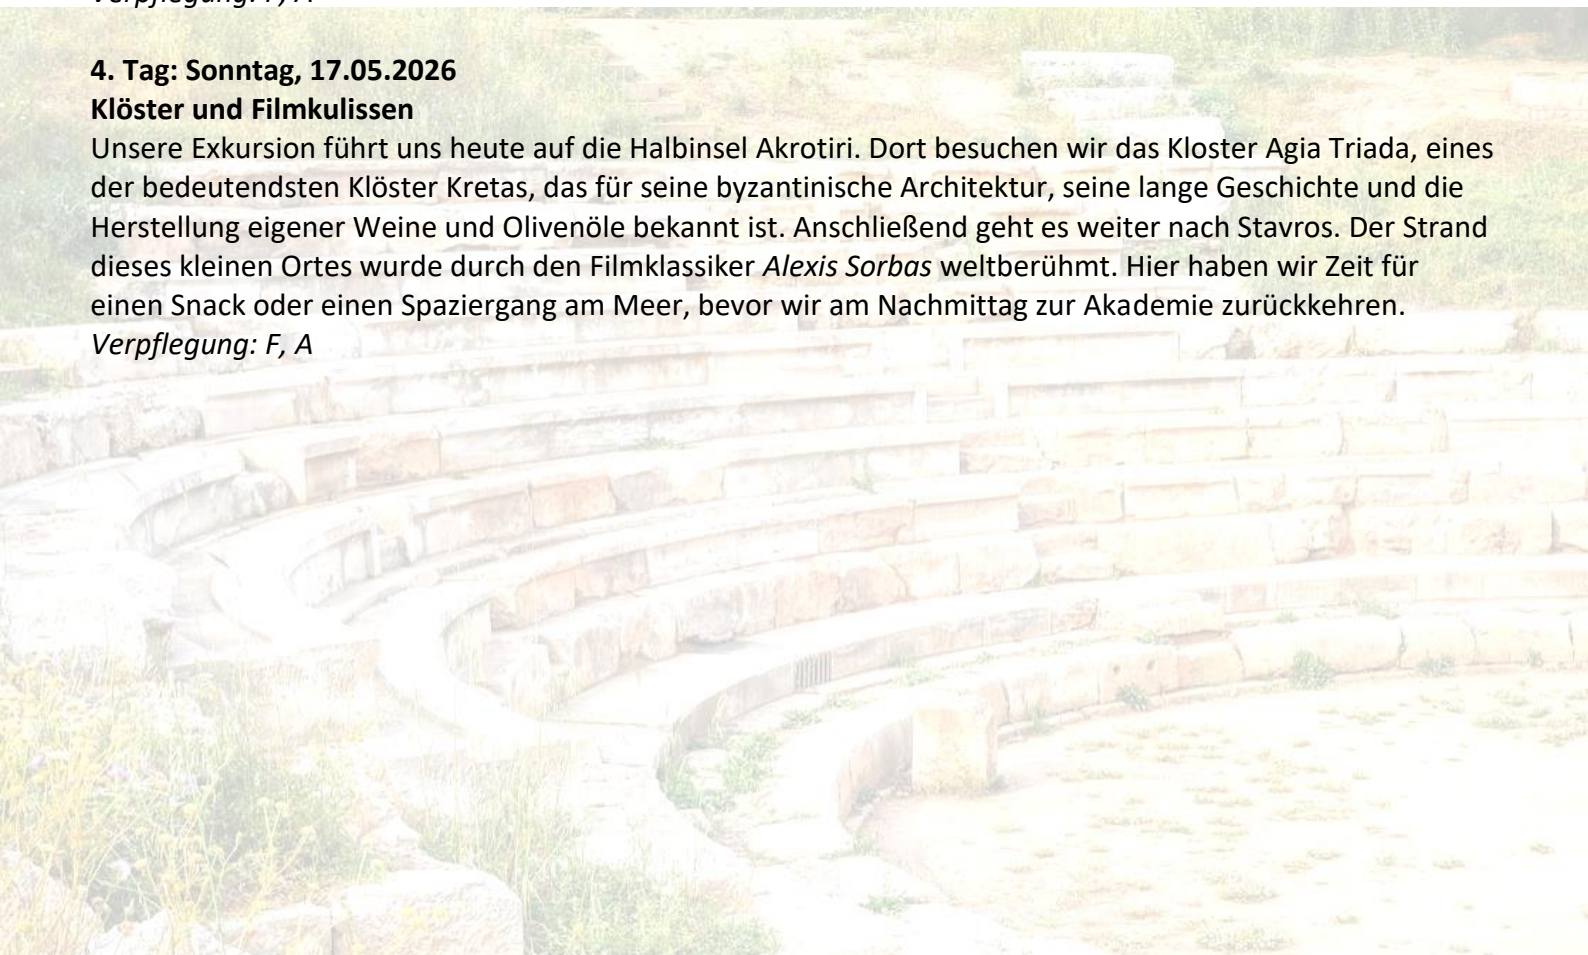 4. Tag: Sonntag, 17.05.2026
Klöster und Filmkulissen
Unsere Exkursion führt uns heute auf die Halbinsel Akrotiri. Dort besuchen wir das Kloster Agia Triada, eines
der bedeutendsten Klöster Kretas, das für seine byzantinische Architektur, seine lange Geschichte und die
Herstellung eigener Weine und Olivenöle bekannt ist. Anschließend geht es weiter nach Stavros. Der Strand
dieses kleinen Ortes wurde durch den Filmklassiker Alexis Sorbas weltberühmt. Hier haben wir Zeit für
einen Snack oder einen Spaziergang am Meer, bevor wir am Nachmittag zur Akademie zurückkehren.
Verpflegung: F, A